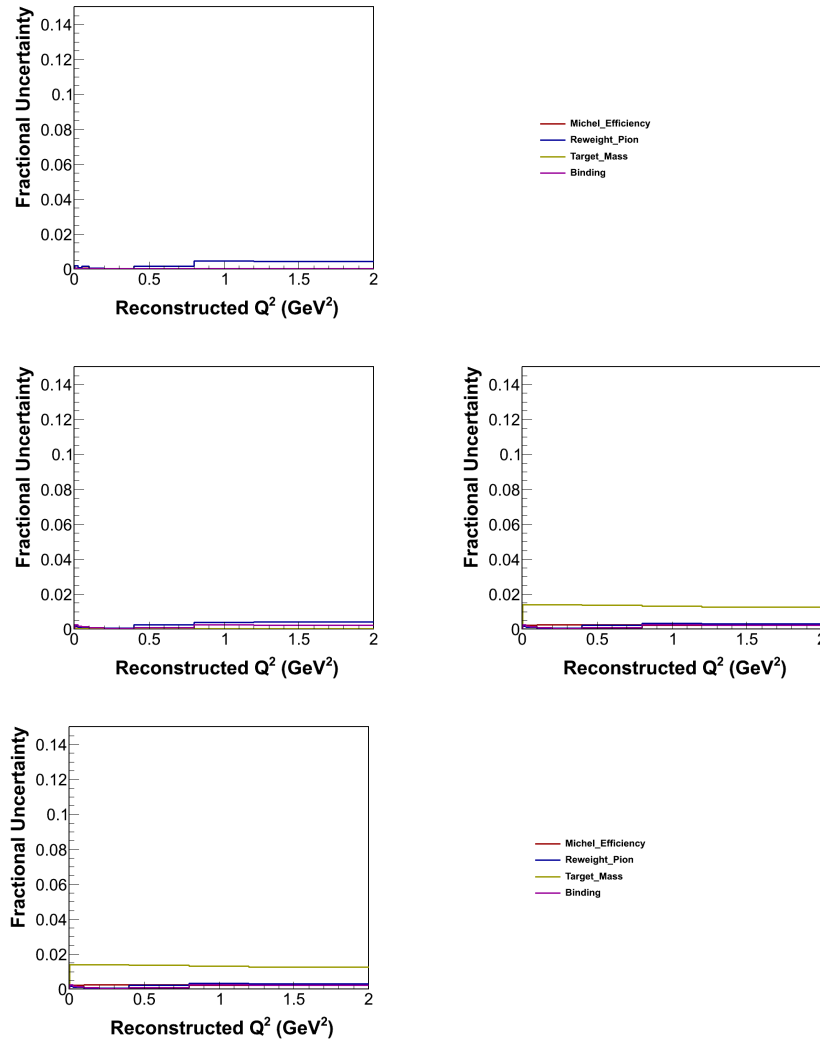 Fractional Uncertainty
0.14
0.12
0.1
0.08
0.06
0.04
0.02
0
0 0.5 1 1.5 2
Reconstructed Q² (GeV²)
Michel_Efficiency
Reweight_Pion
Target_Mass
Binding
Fractional Uncertainty
0.14
0.12
0.1
0.08
0.06
0.04
0.02
0
0 0.5 1 1.5 2
Reconstructed Q² (GeV²)
Fractional Uncertainty
0.14
0.12
0.1
0.08
0.06
0.04
0.02
0
0 0.5 1 1.5 2
Reconstructed Q² (GeV²)
Fractional Uncertainty
0.14
0.12
0.1
0.08
0.06
0.04
0.02
0
0 0.5 1 1.5 2
Reconstructed Q² (GeV²)
Michel_Efficiency
Reweight_Pion
Target_Mass
Binding